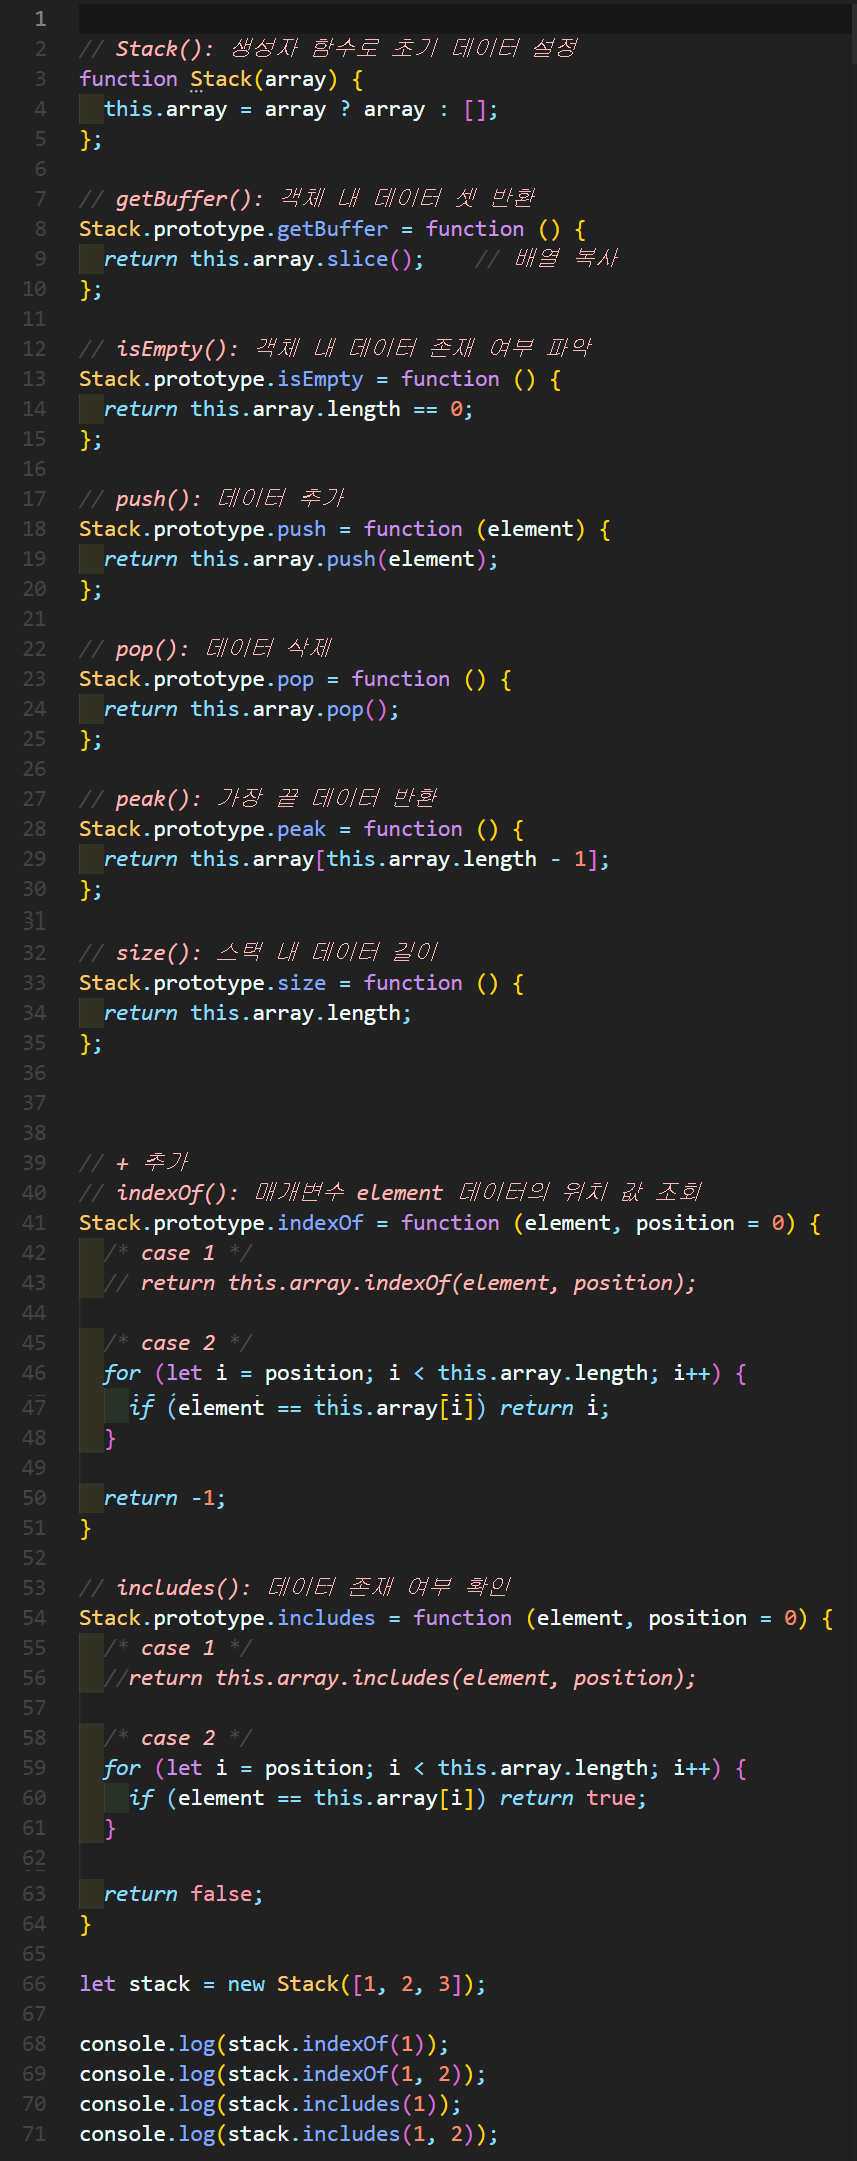 1
2 // Stack(): 생성자 함수로 초기 데이터 설정
3 function Stack(array) {
4   this.array = array ? array : [];
5 };
6
7 // getBuffer(): 객체 내 데이터 셋 반환
8 Stack.prototype.getBuffer = function () {
9   return this.array.slice();    // 배열 복사
10 };
11
12 // isEmpty(): 객체 내 데이터 존재 여부 파악
13 Stack.prototype.isEmpty = function () {
14   return this.array.length == 0;
15 };
16
17 // push(): 데이터 추가
18 Stack.prototype.push = function (element) {
19   return this.array.push(element);
20 };
21
22 // pop(): 데이터 삭제
23 Stack.prototype.pop = function () {
24   return this.array.pop();
25 };
26
27 // peak(): 가장 끝 데이터 반환
28 Stack.prototype.peak = function () {
29   return this.array[this.array.length - 1];
30 };
31
32 // size(): 스택 내 데이터 길이
33 Stack.prototype.size = function () {
34   return this.array.length;
35 };
36
37
38
39 // + 추가
40 // indexOf(): 매개변수 element 데이터의 위치 값 조회
41 Stack.prototype.indexOf = function (element, position = 0) {
42   /* case 1 */
43   // return this.array.indexOf(element, position);
44
45   /* case 2 */
46   for (let i = position; i < this.array.length; i++) {
47     if (element == this.array[i]) return i;
48   }
49
50   return -1;
51 }
52
53 // includes(): 데이터 존재 여부 확인
54 Stack.prototype.includes = function (element, position = 0) {
55   /* case 1 */
56   //return this.array.includes(element, position);
57
58   /* case 2 */
59   for (let i = position; i < this.array.length; i++) {
60     if (element == this.array[i]) return true;
61   }
62
63   return false;
64 }
65
66 let stack = new Stack([1, 2, 3]);
67
68 console.log(stack.indexOf(1));
69 console.log(stack.indexOf(1, 2));
70 console.log(stack.includes(1));
71 console.log(stack.includes(1, 2));